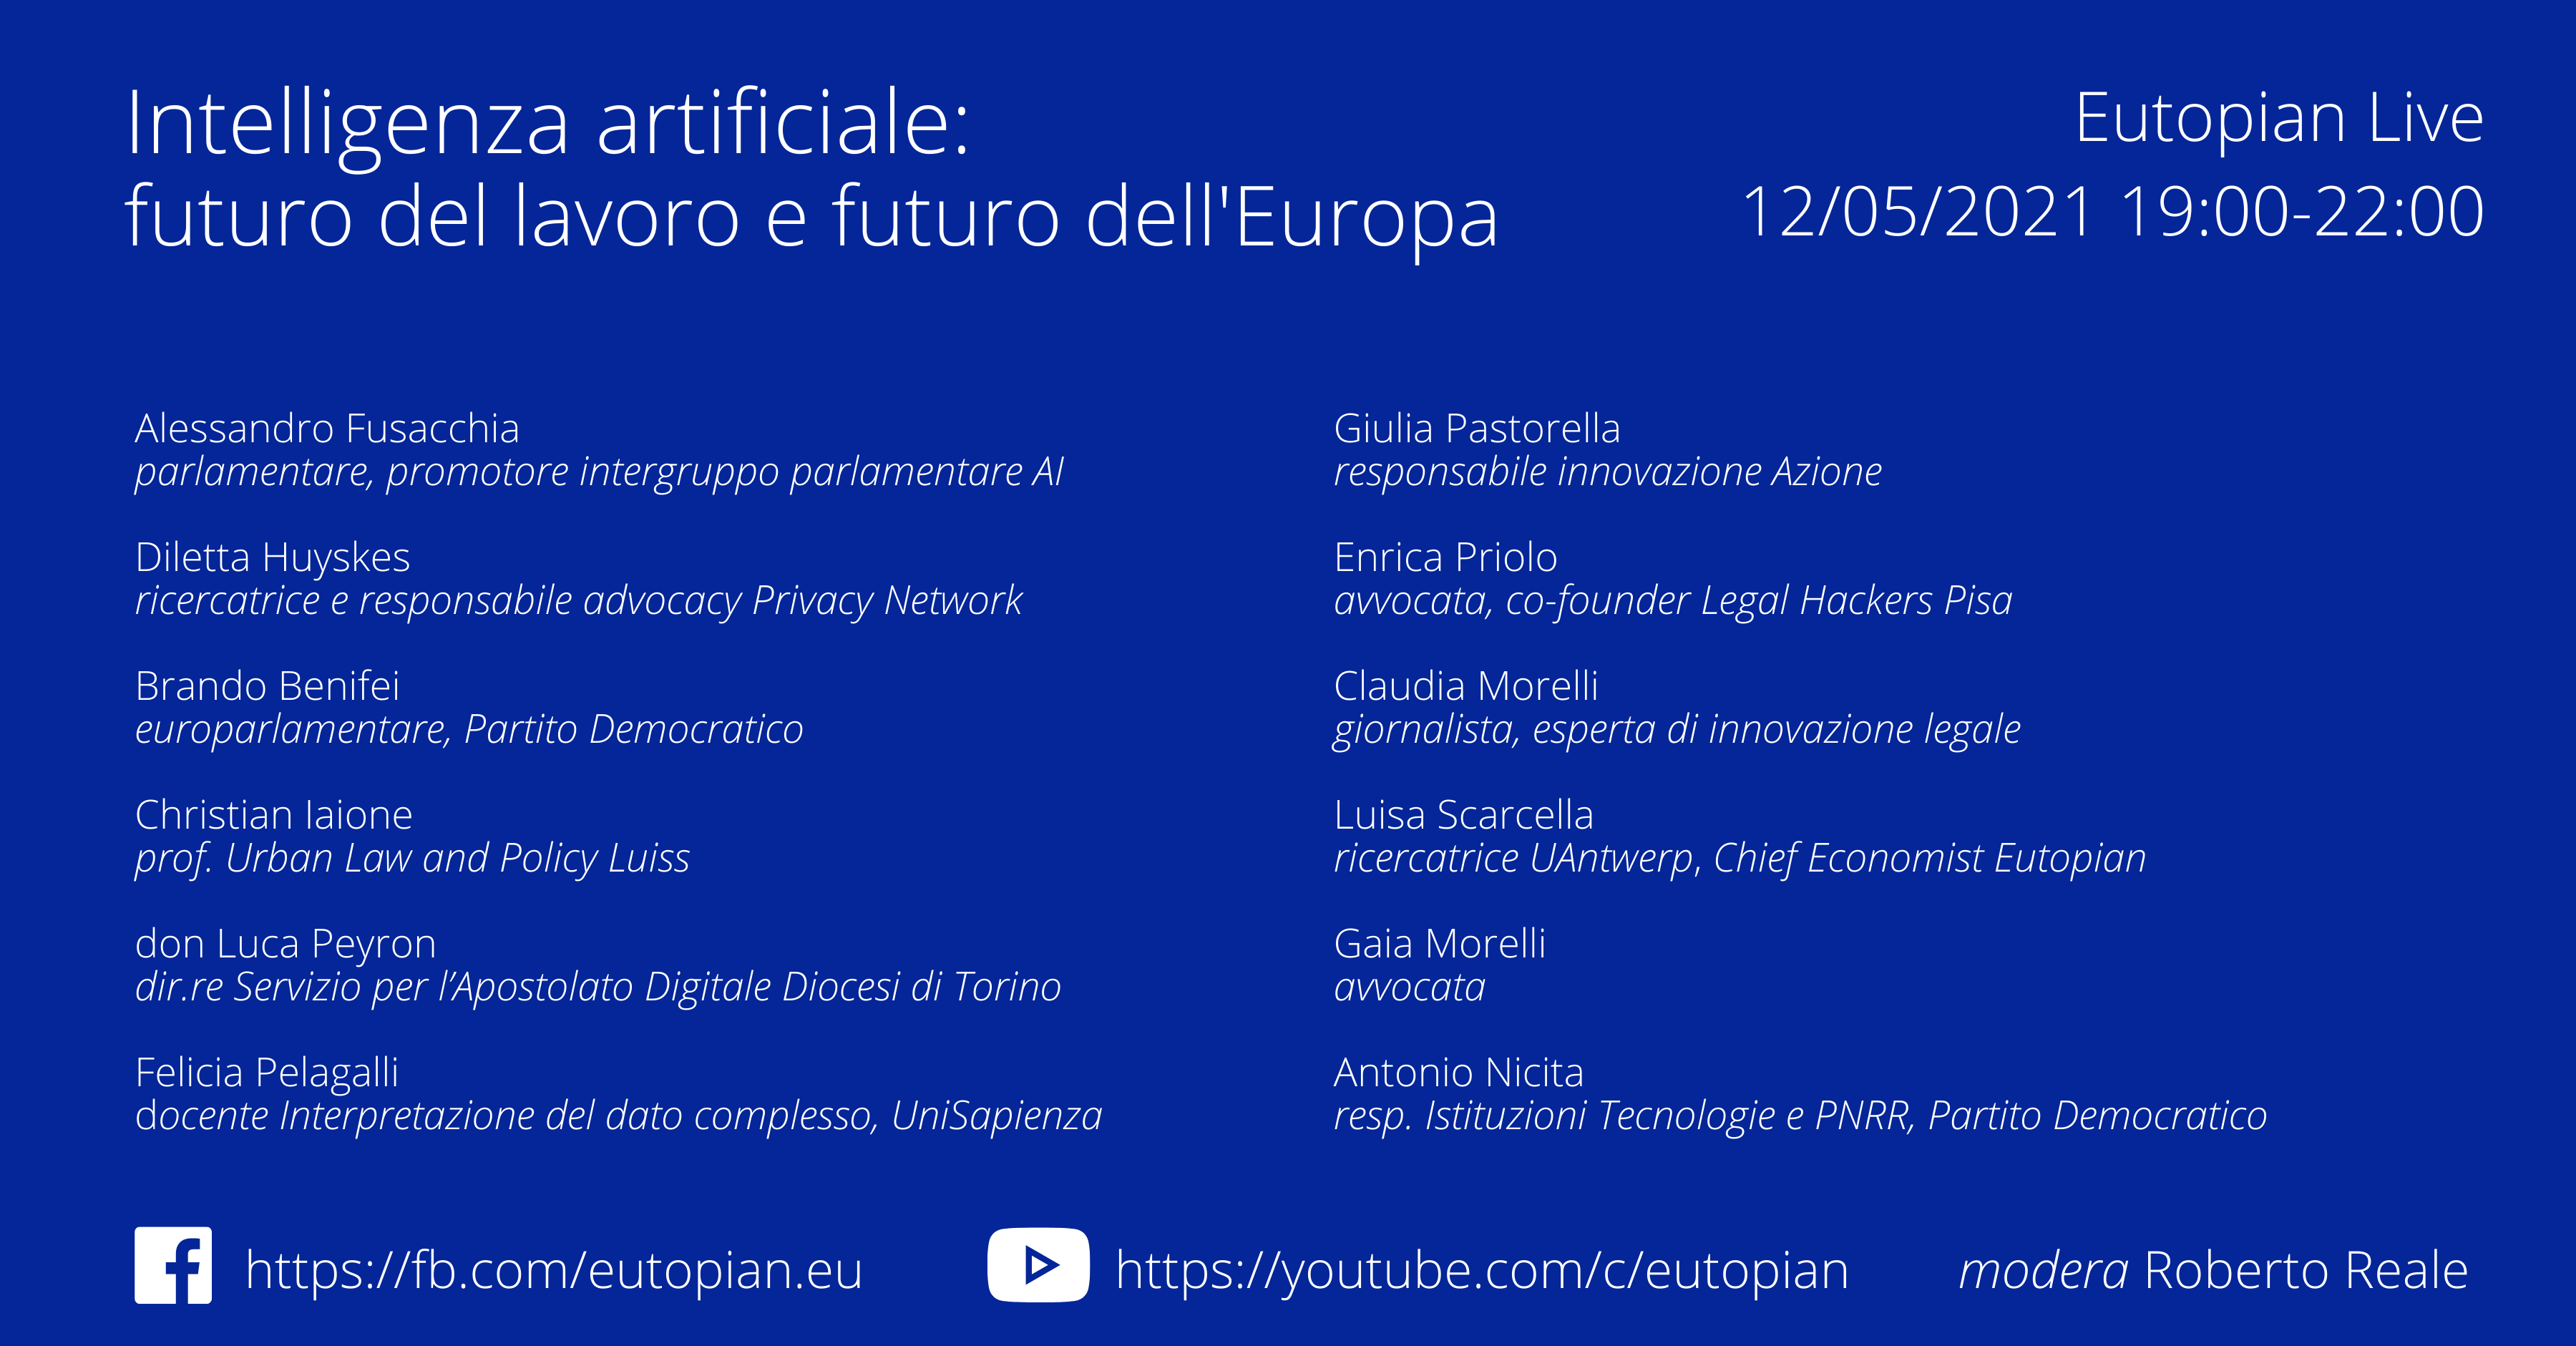 Intelligenza artificiale:
futuro del lavoro e futuro dell'Europa
Eutopian Live
12/05/2021 19:00-22:00
Alessandro Fusacchia
parlamentare, promotore intergruppo parlamentare AI
Diletta Huyskes
ricercatrice e responsabile advocacy Privacy Network
Brando Benifei
europarlamentare, Partito Democratico
Christian Iaione
prof. Urban Law and Policy Luiss
don Luca Peyron
dir.re Servizio per l’Apostolato Digitale Diocesi di Torino
Felicia Pelagalli
docente Interpretazione del dato complesso, UniSapienza
Giulia Pastorella
responsabile innovazione Azione
Enrica Priolo
avvocata, co-founder Legal Hackers Pisa
Claudia Morelli
giornalista, esperta di innovazione legale
Luisa Scarcella
ricercatrice UAntwerp, Chief Economist Eutopian
Gaia Morelli
avvocata
Antonio Nicita
resp. Istituzioni Tecnologie e PNRR, Partito Democratico
https://fb.com/eutopian.eu
https://youtube.com/c/eutopian
modera Roberto Reale